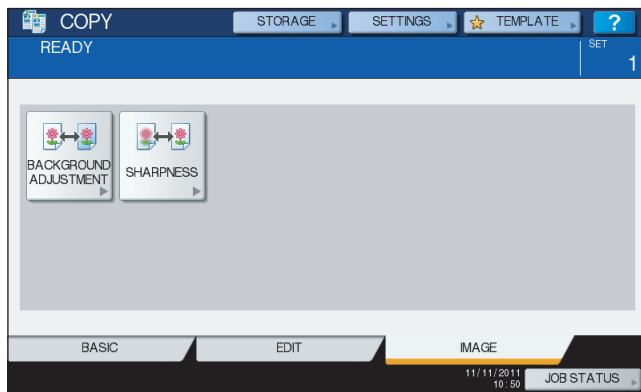 COPY
STORAGE
SETTINGS
TEMPLATE
?
READY
SET
1
BACKGROUND
ADJUSTMENT
SHARPNESS
BASIC
EDIT
IMAGE
11/11/2011
10:50
JOB STATUS